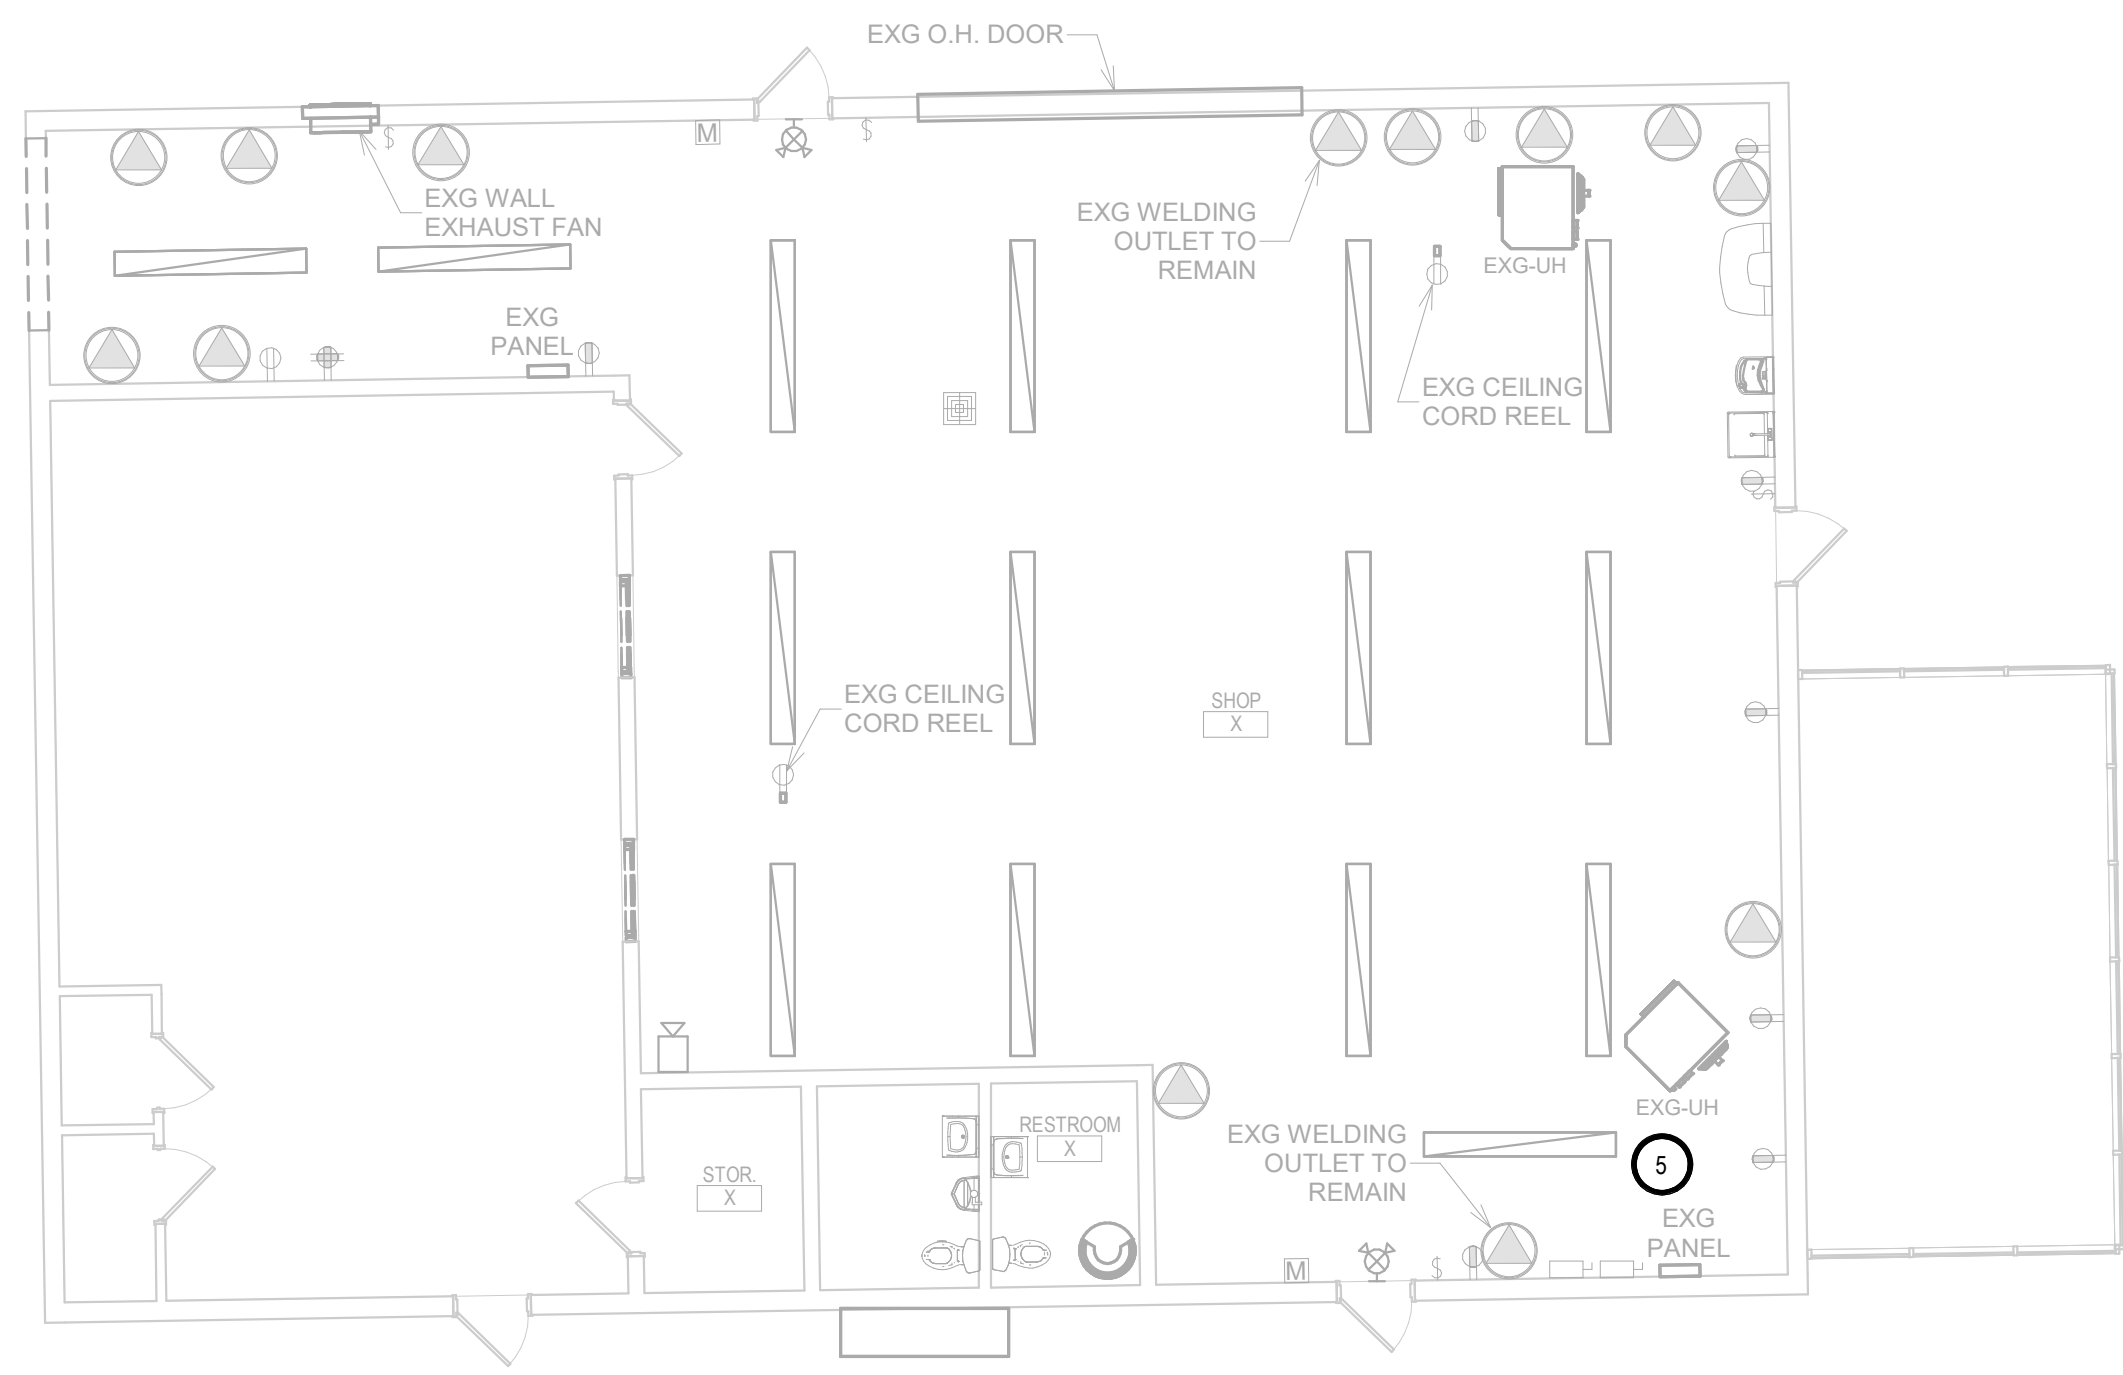 EXG O.H. DOOR
$
M
$
EXG WALL
EXHAUST FAN
EXG WELDING
OUTLET TO
REMAIN
EXG-UH
EXG
PANEL
EXG CEILING
CORD REEL
$
EXG CEILING
CORD REEL
SHOP
X
EXG-UH
RESTROOM
X
EXG WELDING
OUTLET TO
REMAIN
5
STOR.
X
EXG
PANEL
M
$